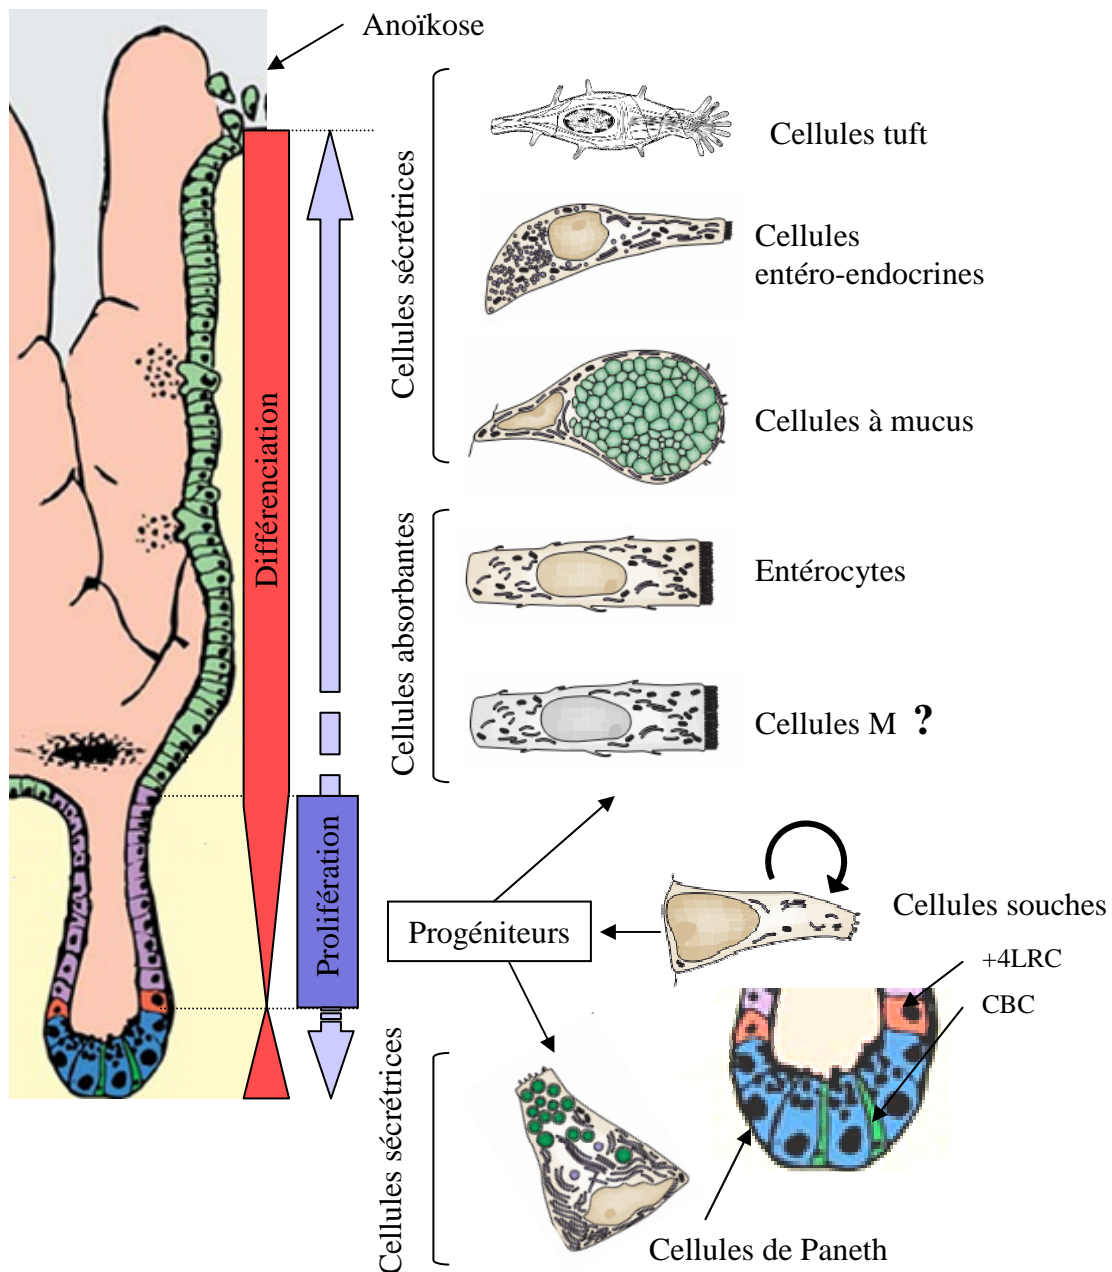 Anoïkose
Cellules sécrétrices
Cellules tuft
Cellules
entéro-endocrines
Cellules à mucus
Différenciation
Cellules absorbantes
Entérocytes
Cellules M ?
Prolifération
Progéniteurs
Cellules souches
+4LRC
CBC
Cellules sécrétrices
Cellules de Paneth